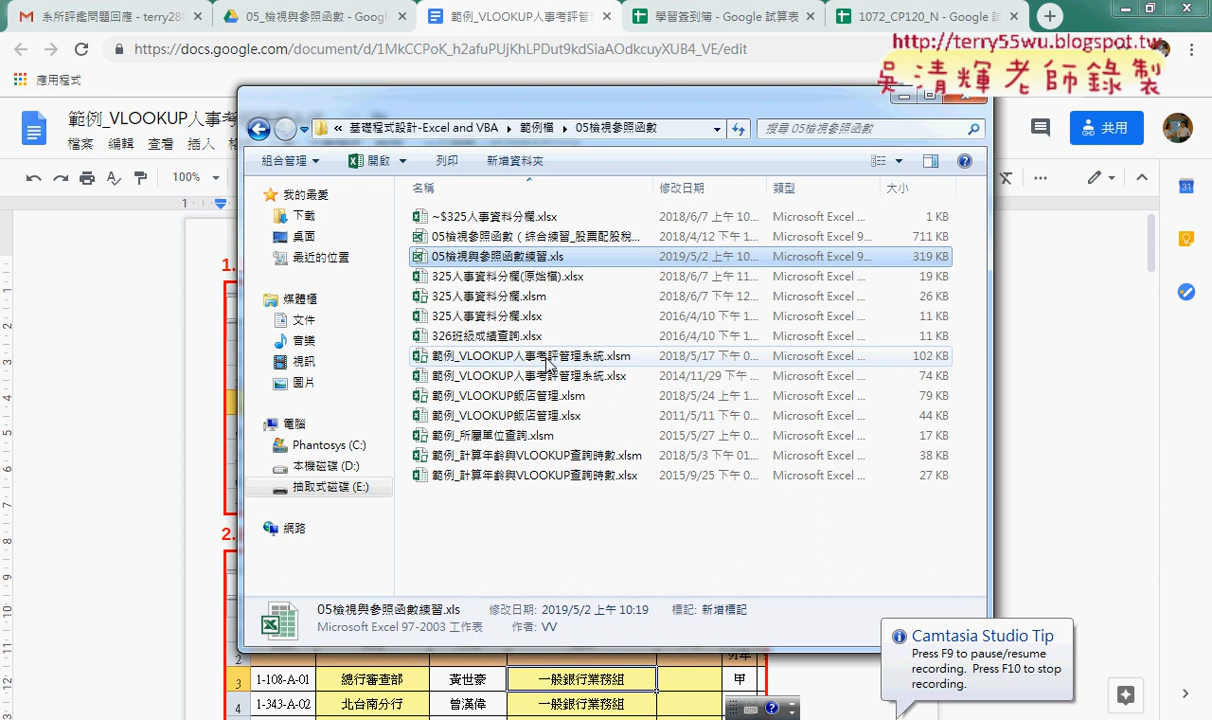 系所評鑑問題回應 - terry28
05_檢視與參照函數 - Googl
範例_VLOOKUP人事考評管
學習簽到簿 - Google 試算表
1072_CP120_N - Google 試
https://docs.google.com/document/d/1MkCCPoK_h2afuPUjKhLPDut9kdSiaAOdkcuyXUB4_VE/edit
http://terry55wu.blogspot.tw
吳清輝老師錄製
應用程式
範例_VLOOKUP人事考
檔案 編輯 查看 插入
共用
100%
« 基礎程式設計-Excel and VBA ▸ 範例檔 ▸ 05檢視參照函數
搜尋 05檢視參照函數
組合管理 開啟 列印 新增資料夾
我的最愛
下載
桌面
最近的位置
媒體櫃
文件
音樂
視訊
圖片
電腦
Phantosys (C:)
本機磁碟 (D:)
抽取式磁碟 (E:)
網路
名稱 修改日期 類型 大小
~$325人事資料分欄.xlsx 2018/6/7 上午 10... Microsoft Excel ... 1 KB
05檢視參照函數（綜合練習_股票配股稅... 2018/4/12 下午 1... Microsoft Excel 9... 711 KB
05檢視與參照函數練習.xls 2019/5/2 上午 10... Microsoft Excel 9... 319 KB
325人事資料分欄(原始檔).xlsx 2018/6/7 上午 10... Microsoft Excel ... 19 KB
325人事資料分欄.xlsm 2018/6/7 下午 12... Microsoft Excel ... 26 KB
325人事資料分欄.xlsx 2016/4/10 下午 1... Microsoft Excel ... 11 KB
326班級成績查詢.xlsx 2016/4/10 下午 1... Microsoft Excel ... 11 KB
範例_VLOOKUP人事考評管理系統.xlsm 2018/5/17 下午 0... Microsoft Excel ... 102 KB
範例_VLOOKUP人事考評管理系統.xlsx 2014/11/29 下午 ... Microsoft Excel ... 74 KB
範例_VLOOKUP飯店管理.xlsm 2018/5/24 上午 1... Microsoft Excel ... 79 KB
範例_VLOOKUP飯店管理.xlsx 2011/5/11 下午 0... Microsoft Excel ... 44 KB
範例_所屬單位查詢.xlsm 2015/5/27 上午 0... Microsoft Excel ... 17 KB
範例_計算年齡與VLOOKUP查詢時數.xlsm 2018/5/3 下午 01... Microsoft Excel ... 38 KB
範例_計算年齡與VLOOKUP查詢時數.xlsx 2015/9/25 下午 0... Microsoft Excel ... 27 KB
05檢視與參照函數練習.xls 修改日期: 2019/5/2 上午 10:19 標記: 新增標記
Microsoft Excel 97-2003 工作表 作者: VV
1.
2.
2
3 1-108-A-01 總行審查部 黃世豪 一般銀行業務組 甲
4 1-343-A-02 北台南分行 曾漢偉 一般銀行業務組
Camtasia Studio Tip
Press F9 to pause/resume
recording. Press F10 to stop
recording.